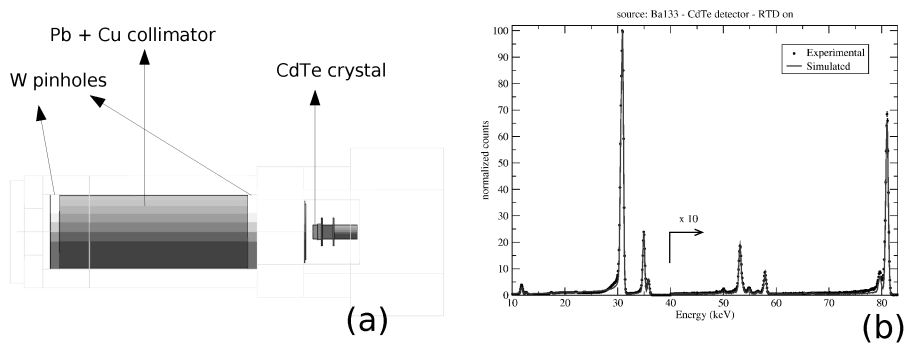 Pb + Cu collimator
W pinholes
CdTe crystal
(a)
source: Ba133 - CdTe detector - RTD on
normalized counts
100
90
80
70
60
50
40
30
20
10
0
Experimental
Simulated
x 10
10 20 30 40 50 60 70 80
Energy (keV)
(b)